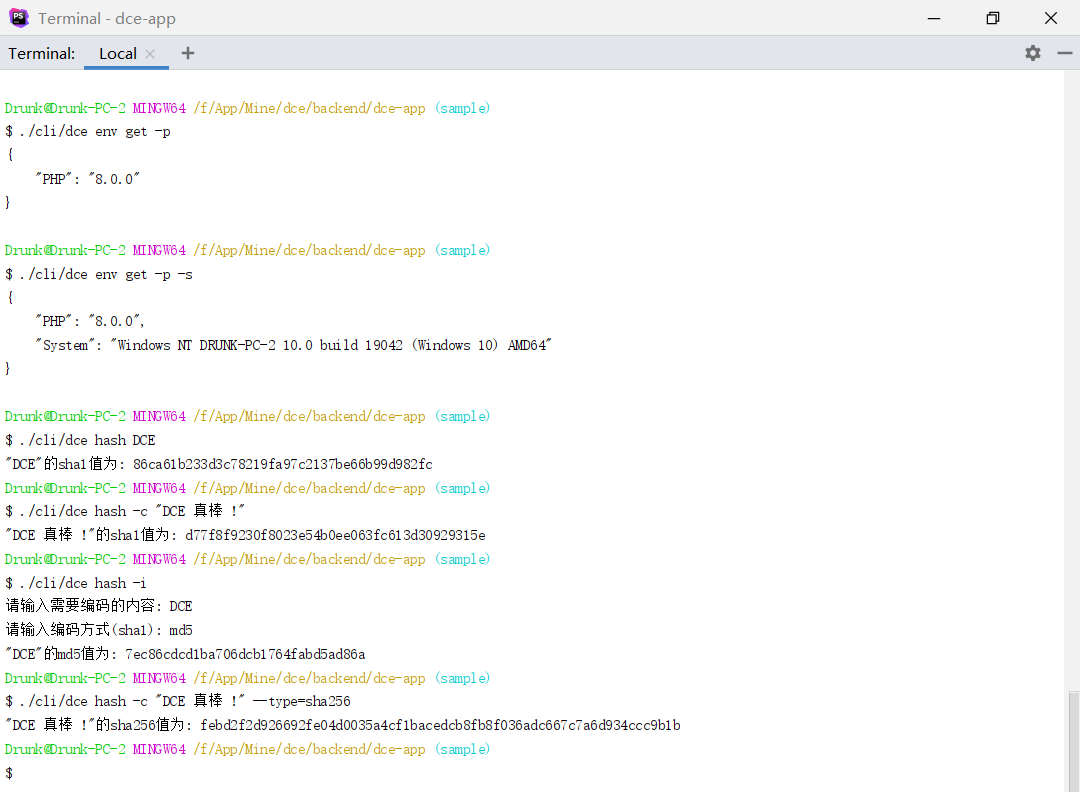 PS
Terminal - dce-app
Terminal: Local
Drunk@Drunk-PC-2 MINGW64 /f/App/Mine/dce/backend/dce-app (sample)
$ ./cli/dce env get -p
{
    "PHP": "8.0.0"
}
Drunk@Drunk-PC-2 MINGW64 /f/App/Mine/dce/backend/dce-app (sample)
$ ./cli/dce env get -p -s
{
    "PHP": "8.0.0",
    "System": "Windows NT DRUNK-PC-2 10.0 build 19042 (Windows 10) AMD64"
}
Drunk@Drunk-PC-2 MINGW64 /f/App/Mine/dce/backend/dce-app (sample)
$ ./cli/dce hash DCE
"DCE"的sha1值为: 86ca61b233d3c78219fa97c2137be66b99d982fc
Drunk@Drunk-PC-2 MINGW64 /f/App/Mine/dce/backend/dce-app (sample)
$ ./cli/dce hash -c "DCE 真棒 !"
"DCE 真棒 !"的sha1值为: d77f8f9230f8023e54b0ee063fc613d30929315e
Drunk@Drunk-PC-2 MINGW64 /f/App/Mine/dce/backend/dce-app (sample)
$ ./cli/dce hash -i
请输入需要编码的内容: DCE
请输入编码方式(sha1): md5
"DCE"的md5值为: 7ec86cdcd1ba706dcb1764fabd5ad86a
Drunk@Drunk-PC-2 MINGW64 /f/App/Mine/dce/backend/dce-app (sample)
$ ./cli/dce hash -c "DCE 真棒 !" --type=sha256
"DCE 真棒 !"的sha256值为: febd2f2d926692fe04d0035a4cf1bacedcb8fb8f036adc667c7a6d934ccc9b1b
Drunk@Drunk-PC-2 MINGW64 /f/App/Mine/dce/backend/dce-app (sample)
$